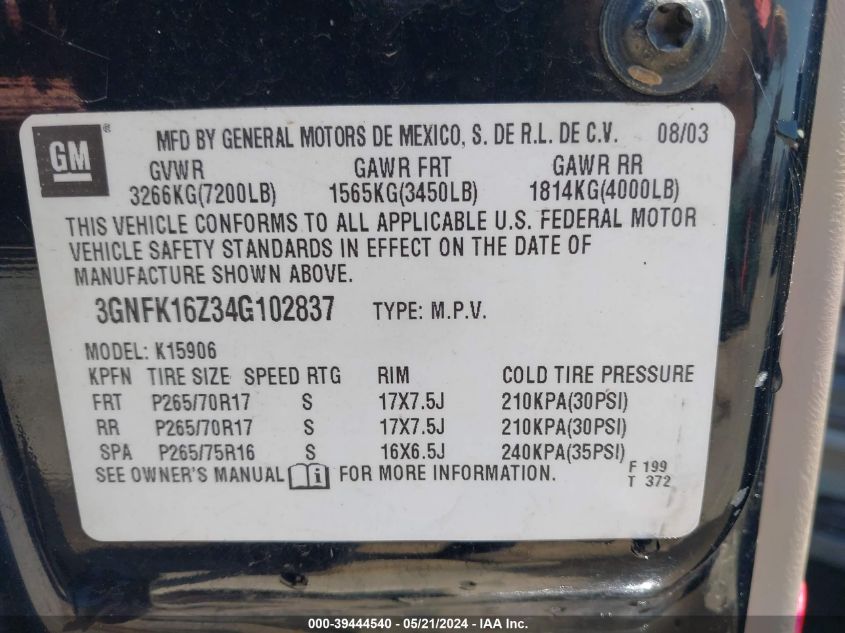 GM ® MFD BY GENERAL MOTORS DE MEXICO, S. DE R.L. DE C.V. 08/03
GVWR GAWR FRT GAWR RR
3266KG(7200LB) 1565KG(3450LB) 1814KG(4000LB)
THIS VEHICLE CONFORMS TO ALL APPLICABLE U.S. FEDERAL MOTOR
VEHICLE SAFETY STANDARDS IN EFFECT ON THE DATE OF
MANUFACTURE SHOWN ABOVE.
3GNFK16Z34G102837 TYPE: M.P.V.
MODEL: K15906
KPFN TIRE SIZE SPEED RTG RIM COLD TIRE PRESSURE
FRT P265/70R17 S 17X7.5J 210KPA(30PSI)
RR P265/70R17 S 17X7.5J 210KPA(30PSI)
SPA P265/75R16 S 16X6.5J 240KPA(35PSI)
SEE OWNER'S MANUAL i FOR MORE INFORMATION.
F 199
T 372
000-39444540 — 05/21/2024 — IAA Inc.